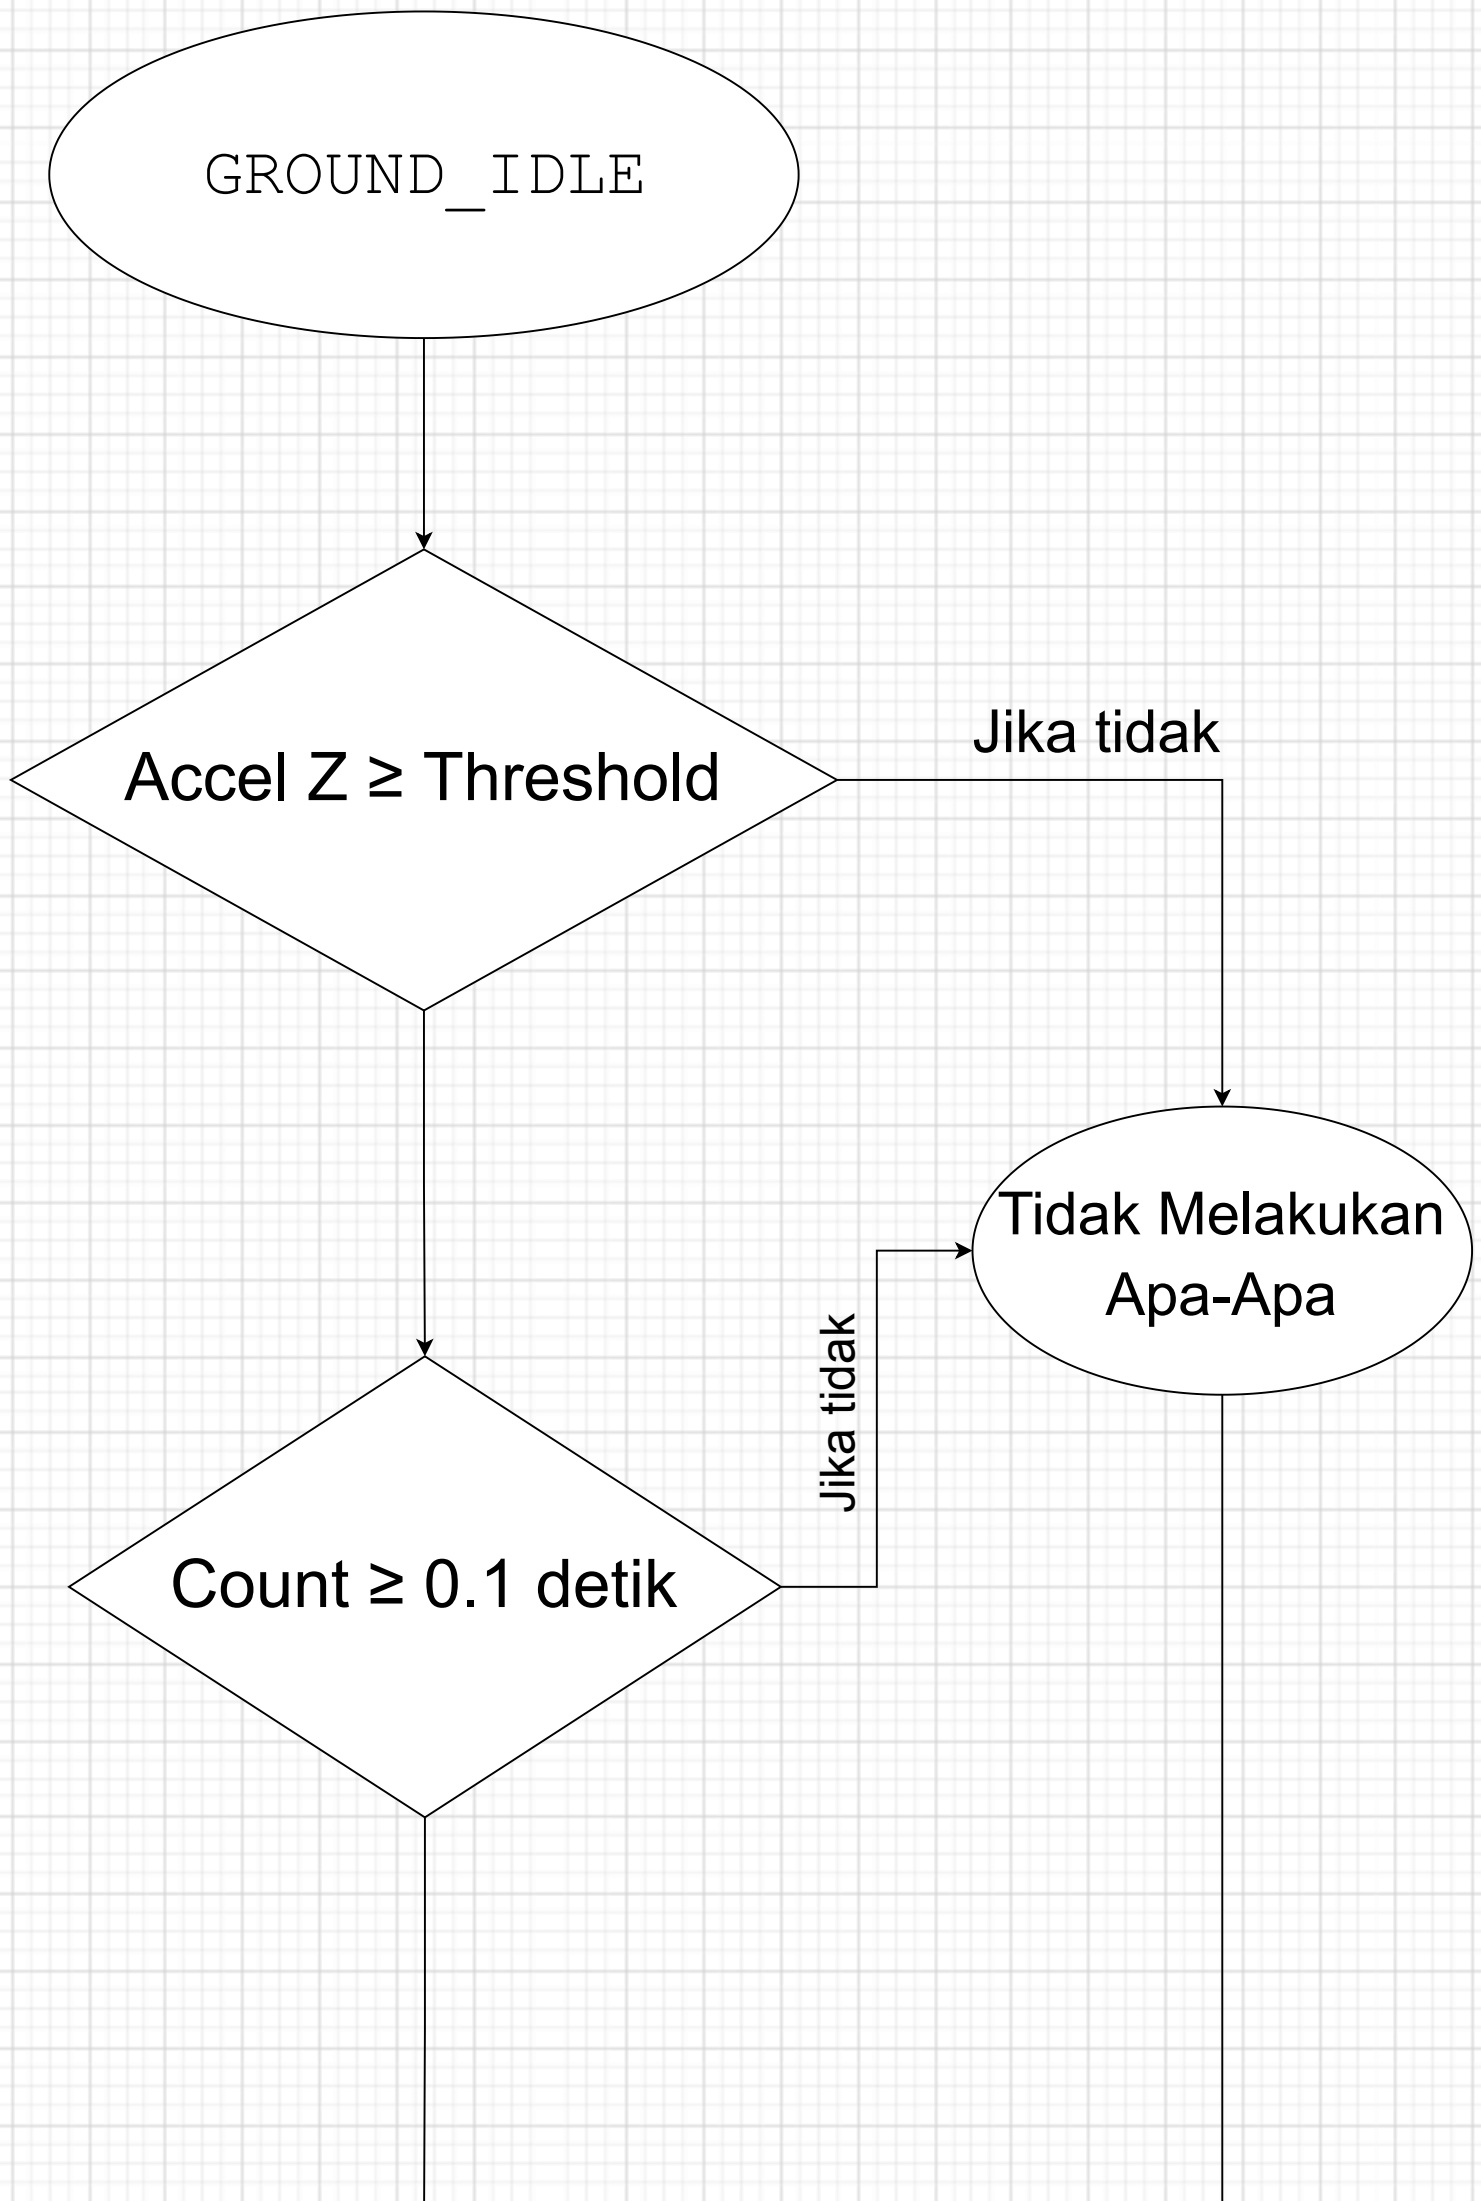 GROUND_IDLE
Accel Z ≥ Threshold
Jika tidak
Tidak Melakukan
Apa-Apa
Jika tidak
Count ≥ 0.1 detik